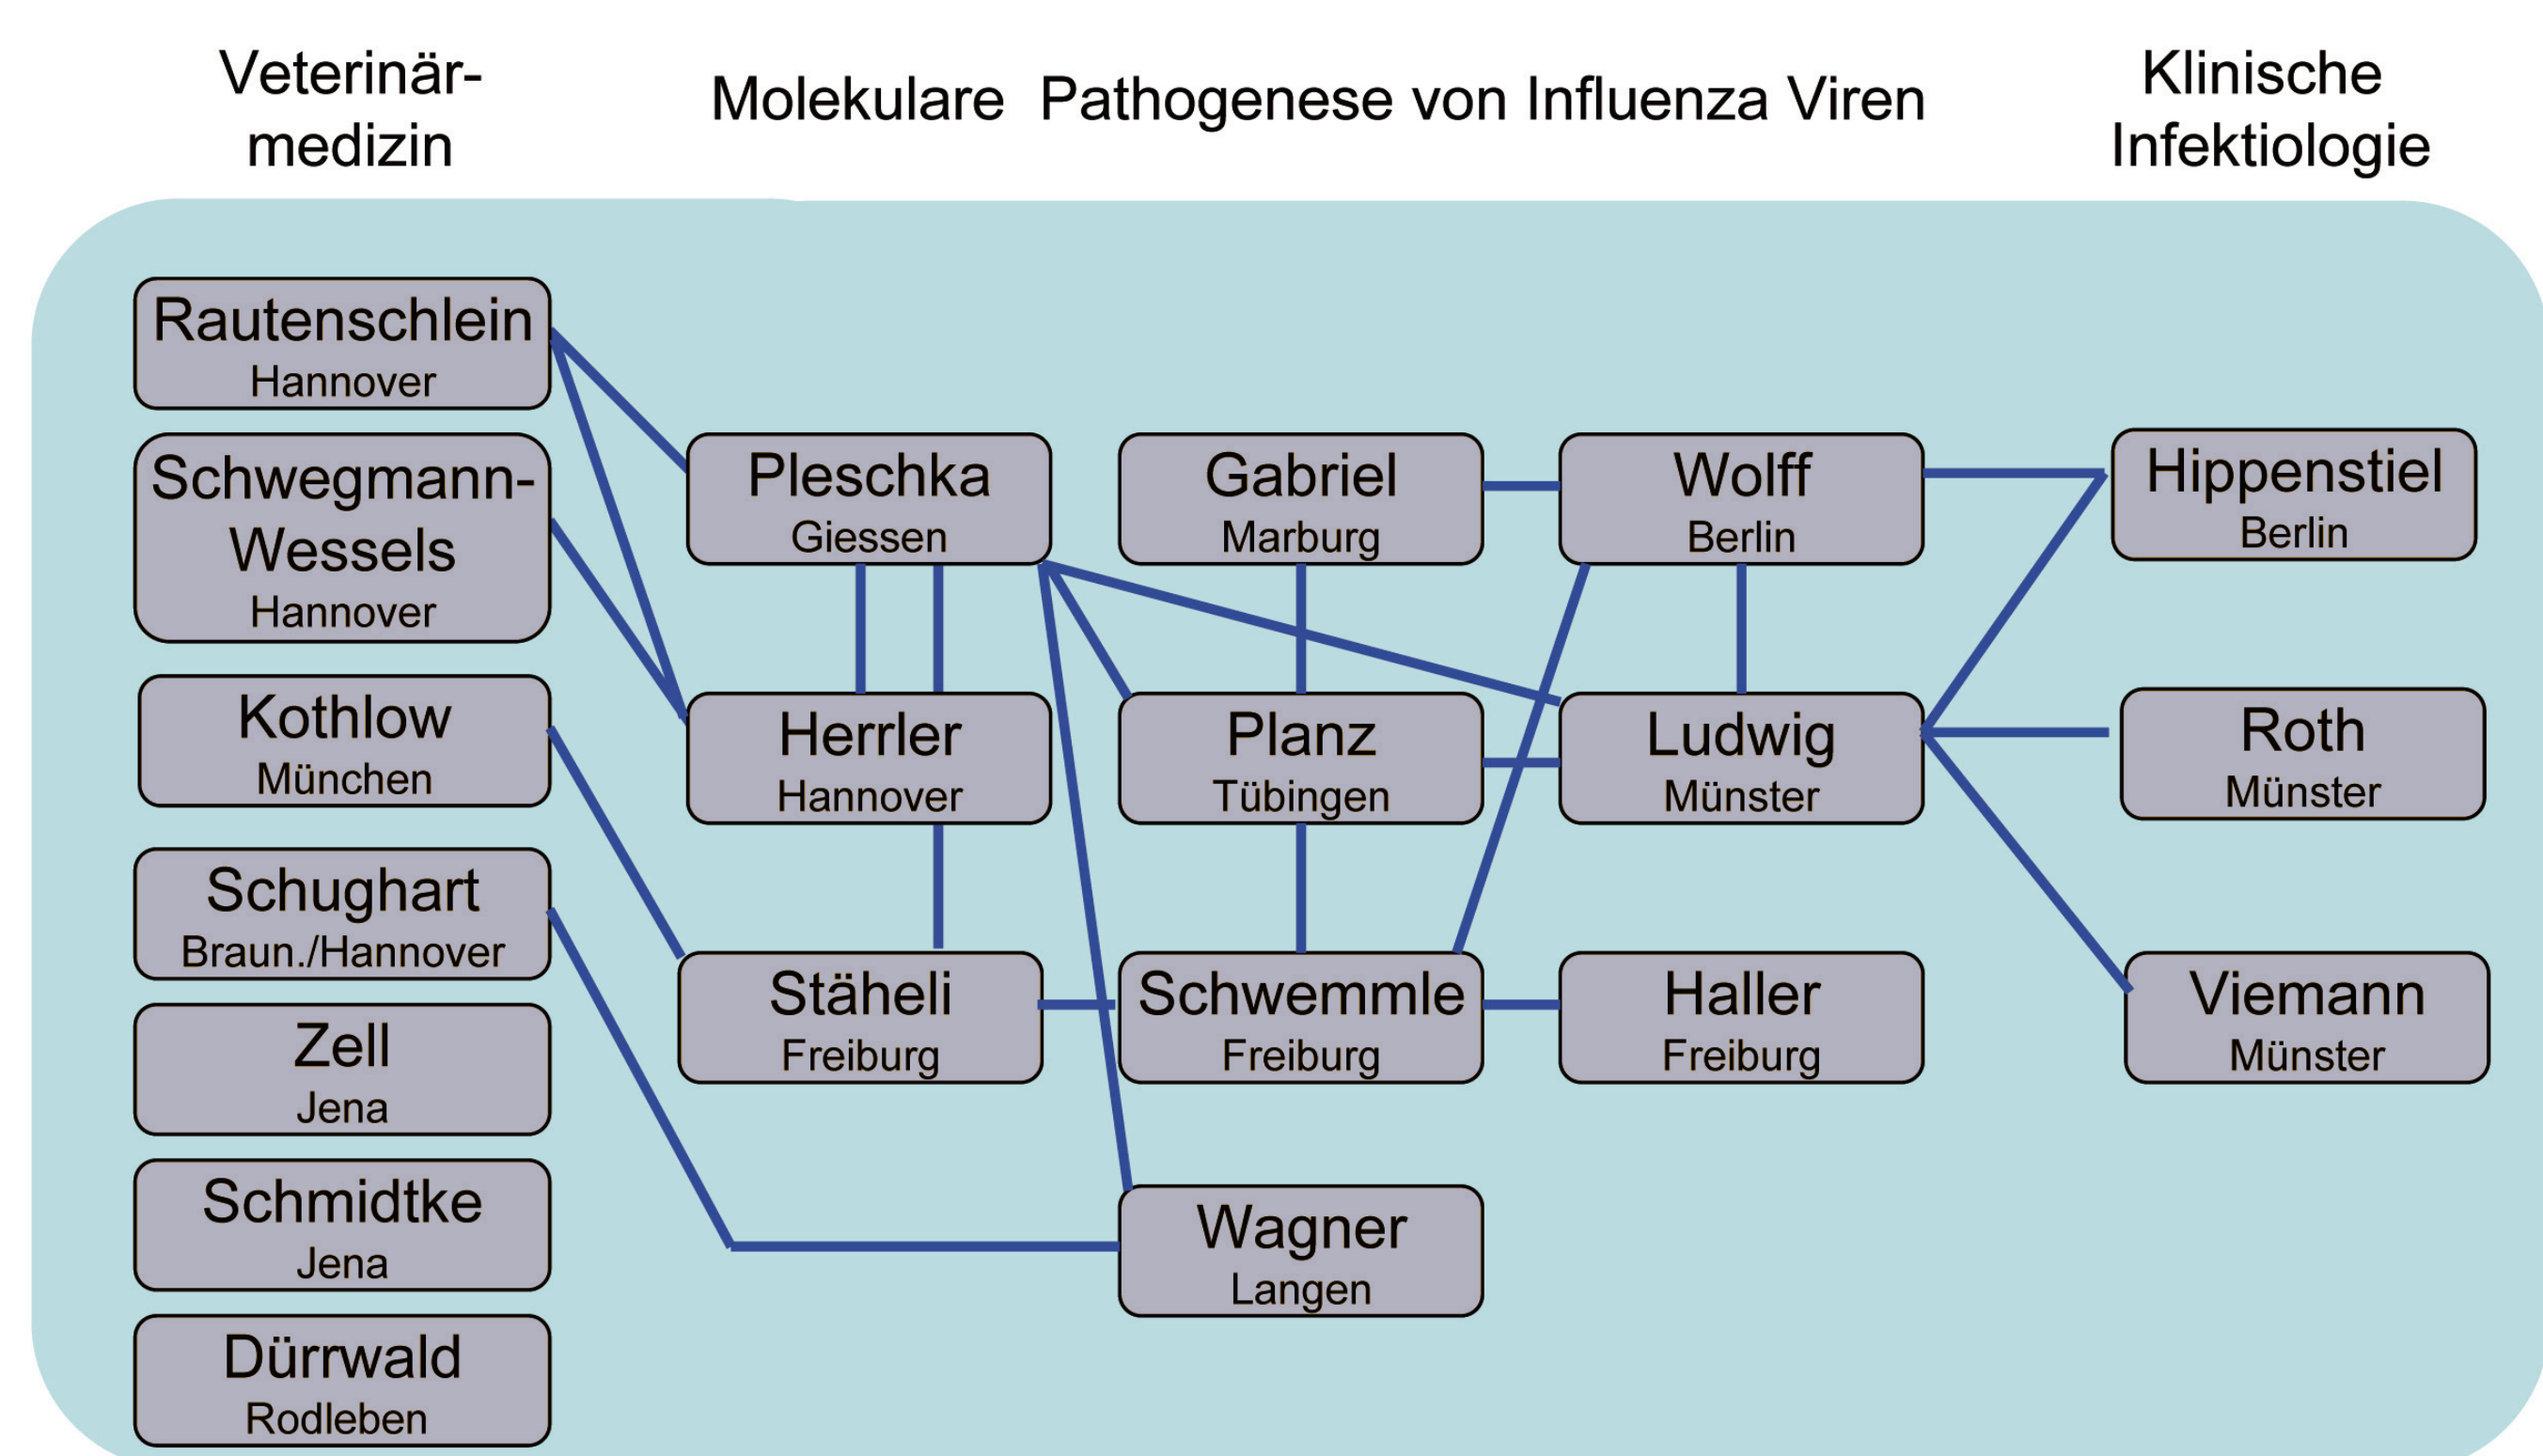 Veterinär-
medizin
Molekulare  Pathogenese von Influenza Viren
Klinische
Infektiologie
Rautenschlein
Hannover
Schwegmann-
Wessels
Hannover
Kothlow
München
Schughart
Braun./Hannover
Zell
Jena
Schmidtke
Jena
Dürrwald
Rodleben
Pleschka
Giessen
Herrler
Hannover
Stäheli
Freiburg
Gabriel
Marburg
Planz
Tübingen
Schwemmle
Freiburg
Wagner
Langen
Wolff
Berlin
Ludwig
Münster
Haller
Freiburg
Hippenstiel
Berlin
Roth
Münster
Viemann
Münster